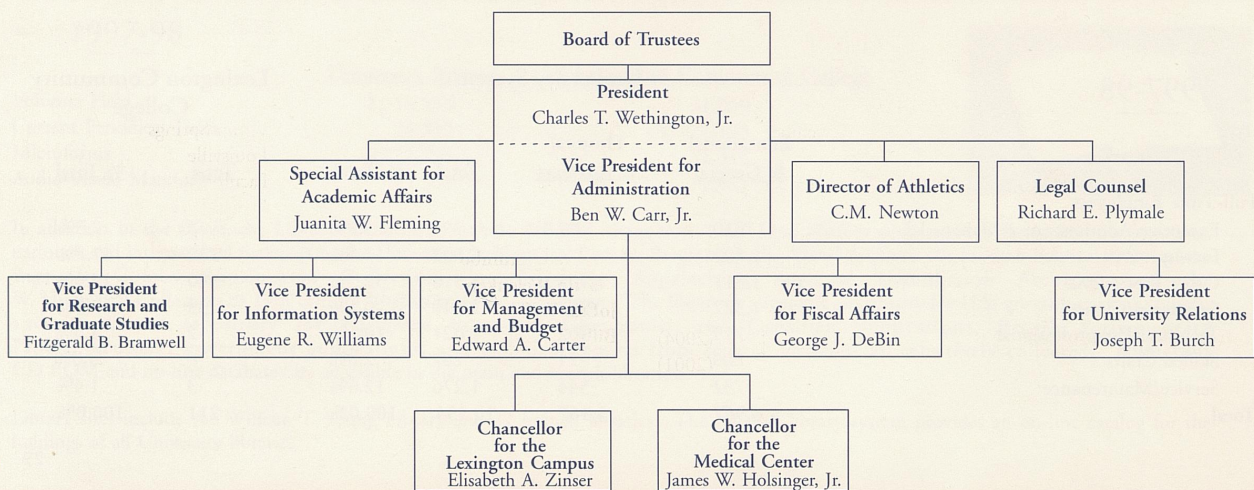 Board of Trustees
President
Charles T. Wethington, Jr.
Vice President for
Administration
Ben W. Carr, Jr.
Special Assistant for
Academic Affairs
Juanita W. Fleming
Director of Athletics
C.M. Newton
Legal Counsel
Richard E. Plymale
Vice President
for Research and
Graduate Studies
Fitzgerald B. Bramwell
Vice President
for Information Systems
Eugene R. Williams
Vice President
for Management
and Budget
Edward A. Carter
Vice President
for Fiscal Affairs
George J. DeBin
Vice President
for University Relations
Joseph T. Burch
Chancellor
for the
Lexington Campus
Elisabeth A. Zinser
Chancellor
for the
Medical Center
James W. Holsinger, Jr.